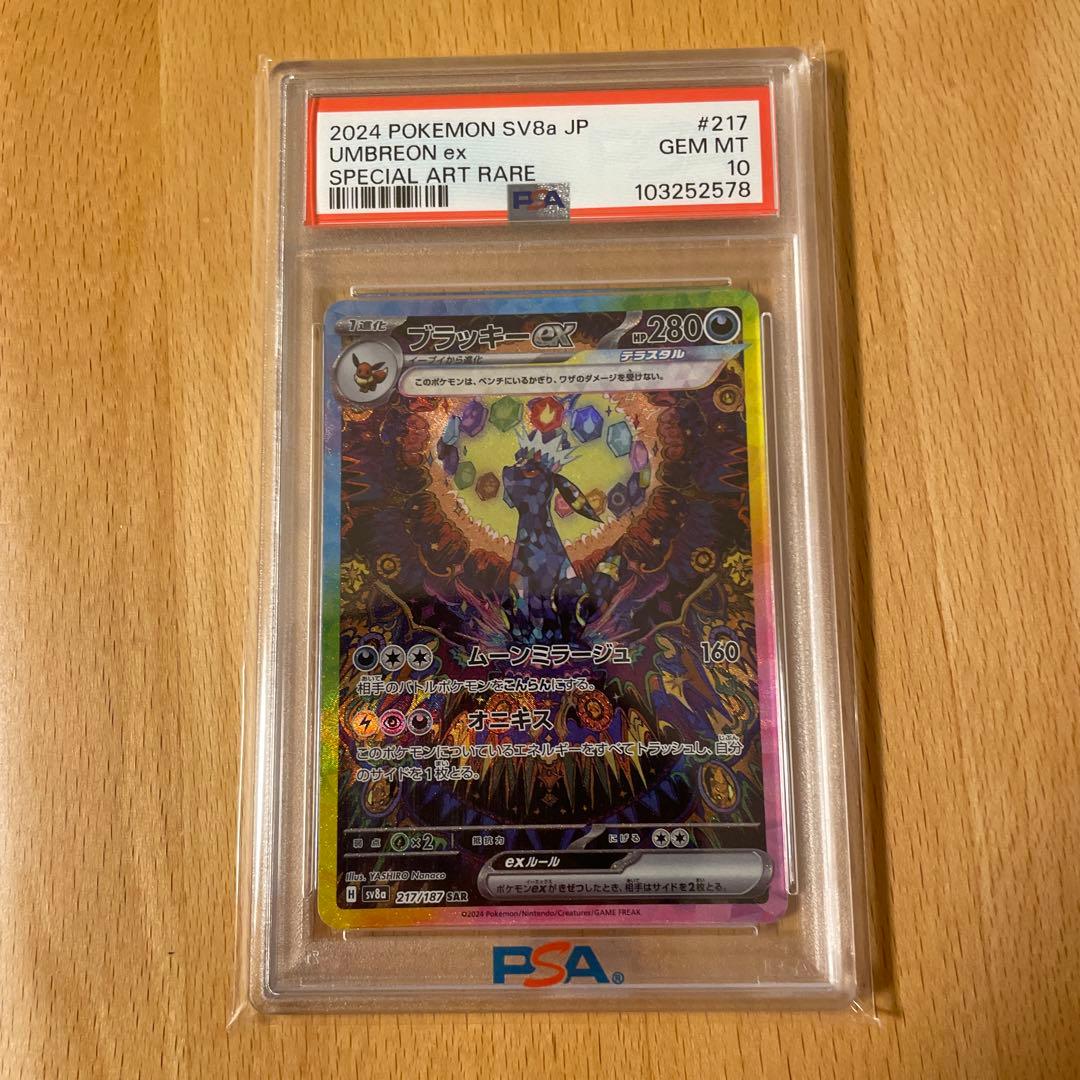 2024 POKEMON SV8a JP #217
UMBREON ex GEM MT
SPECIAL ART RARE 10
PSA 103252578
1進化 ブラッキーex HP280
イーブイから進化 テラスタル
このポケモンは、ベンチにいるかぎり、ワザのダメージを受けない。
ムーンミラージュ 160
相手のバトルポケモンをこんらんにする。
オニキス
このポケモンについているエネルギーをすべてトラッシュし、自分
のサイドを1枚とる。
弱点 ×2 抵抗力 にげる
exルール
ポケモンexがきぜつしたとき、相手はサイドを2枚とる。
Illus. YASHIRO Nanaco
H sv8a 217/187 SAR
©2024 Pokémon/Nintendo/Creatures/GAME FREAK
PSA®